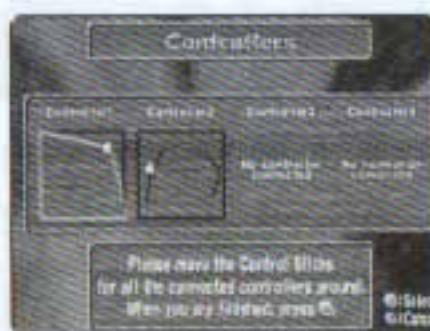 Controllers
Controller1 Controller2 Controller3 Controller4
No controller connected No controller connected
Please move the Control Sticks
for all the connected controllers around.
When you are finished, press